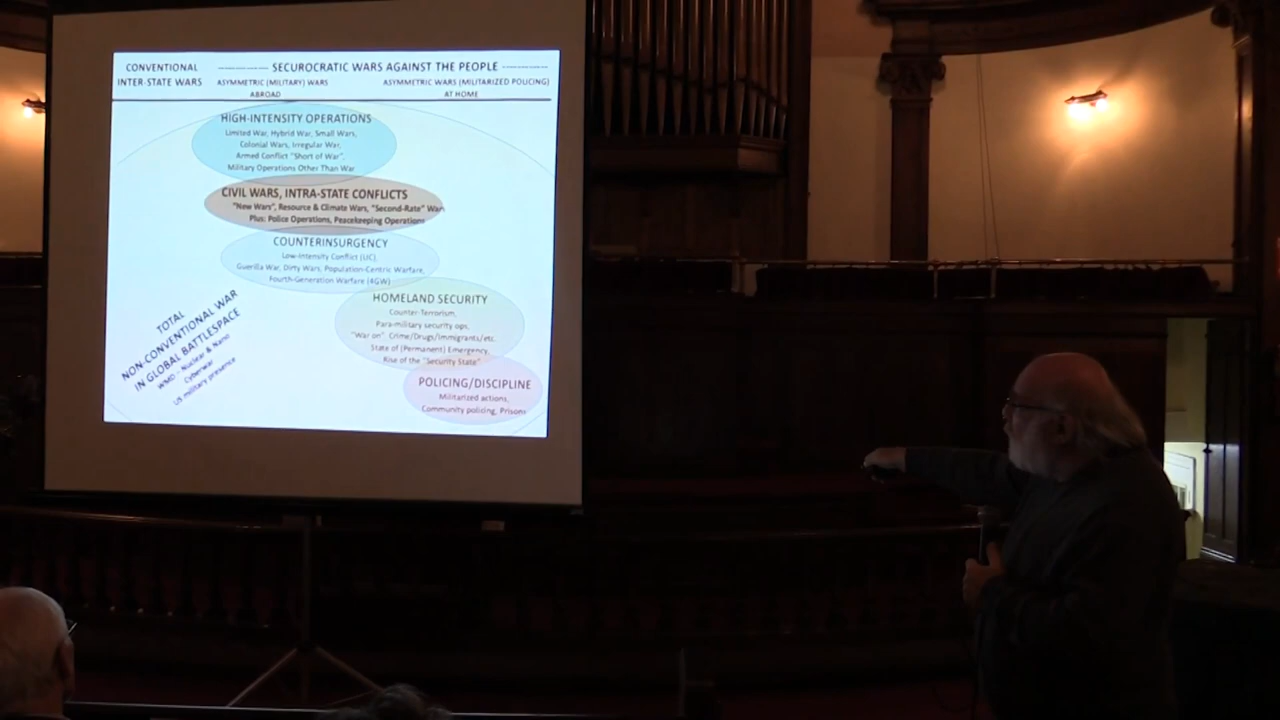 CONVENTIONAL
INTER-STATE WARS
SECUROCRATIC WARS AGAINST THE PEOPLE
ASYMMETRIC (MILITARY) WARS
ABROAD
ASYMMETRIC WARS (MILITARIZED POLICING)
AT HOME
HIGH-INTENSITY OPERATIONS
Limited War, Hybrid War, Small Wars,
Colonial Wars, Irregular War,
Armed Conflict "Short of War",
Military Operations Other Than War
CIVIL WARS, INTRA-STATE CONFLICTS
"New Wars", Resource & Climate Wars, "Second-Rate" Wars
Plus: Police Operations, Peacekeeping Operations
COUNTERINSURGENCY
Low-Intensity Conflict (LIC),
Guerilla War, Dirty Wars, Population-Centric Warfare,
Fourth-Generation Warfare (4GW)
HOMELAND SECURITY
Counter-Terrorism,
Para-military security ops,
"War on": Crime/Drugs/Immigrants/etc.
State of (Permanent) Emergency,
Rise of the "Security State"
POLICING/DISCIPLINE
Militarized actions,
Community policing, Prisons
TOTAL
NON-CONVENTIONAL WAR
IN GLOBAL BATTLESPACE
WMD – Nuclear & Nano
Cyberwar
US military presence